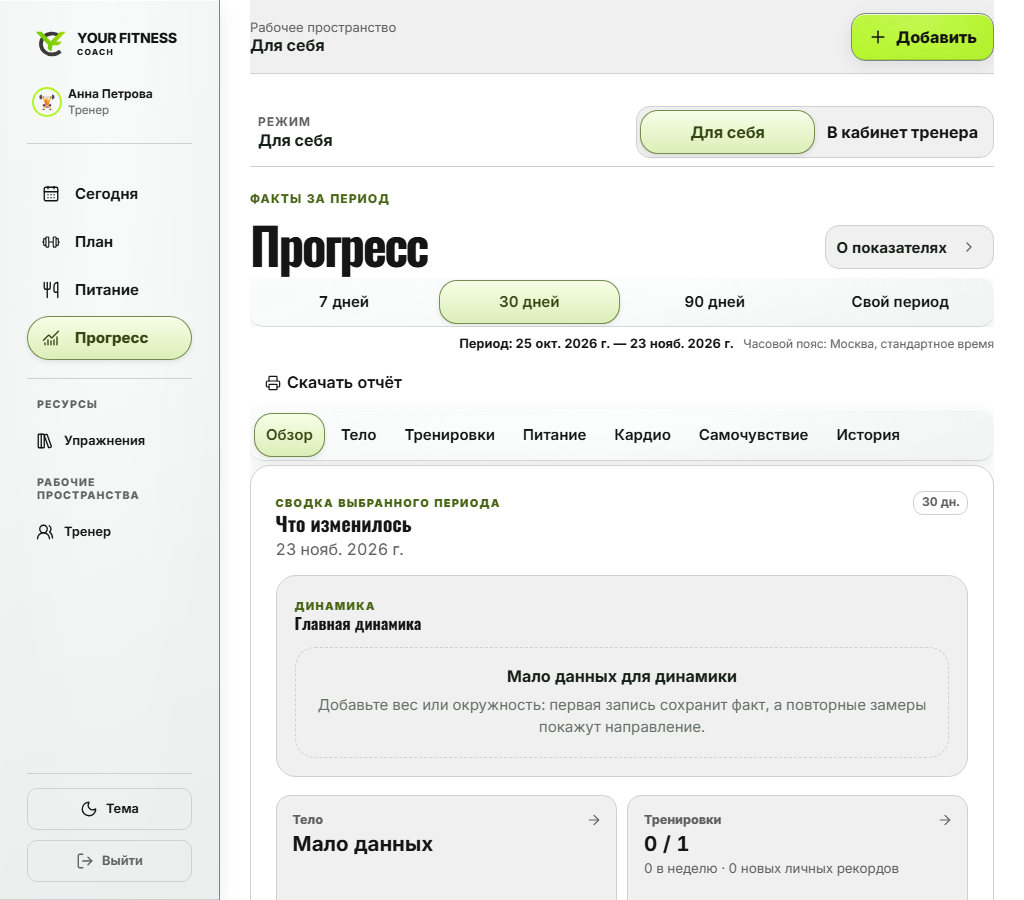 YOUR FITNESS
COACH
Анна Петрова
Тренер
Сегодня
План
Питание
Прогресс
РЕСУРСЫ
Упражнения
РАБОЧИЕ
ПРОСТРАНСТВА
Тренер
Тема
Выйти
Рабочее пространство
Для себя
Добавить
РЕЖИМ
Для себя
Для себя
В кабинет тренера
ФАКТЫ ЗА ПЕРИОД
Прогресс
О показателях
7 дней
30 дней
90 дней
Свой период
Период: 25 окт. 2026 г. — 23 нояб. 2026 г.
Часовой пояс: Москва, стандартное время
Скачать отчёт
Обзор
Тело
Тренировки
Питание
Кардио
Самочувствие
История
СВОДКА ВЫБРАННОГО ПЕРИОДА
30 дн.
Что изменилось
23 нояб. 2026 г.
ДИНАМИКА
Главная динамика
Мало данных для динамики
Добавьте вес или окружность: первая запись сохранит факт, а повторные замеры
покажут направление.
Тело
Мало данных
Тренировки
0 / 1
0 в неделю · 0 новых личных рекордов